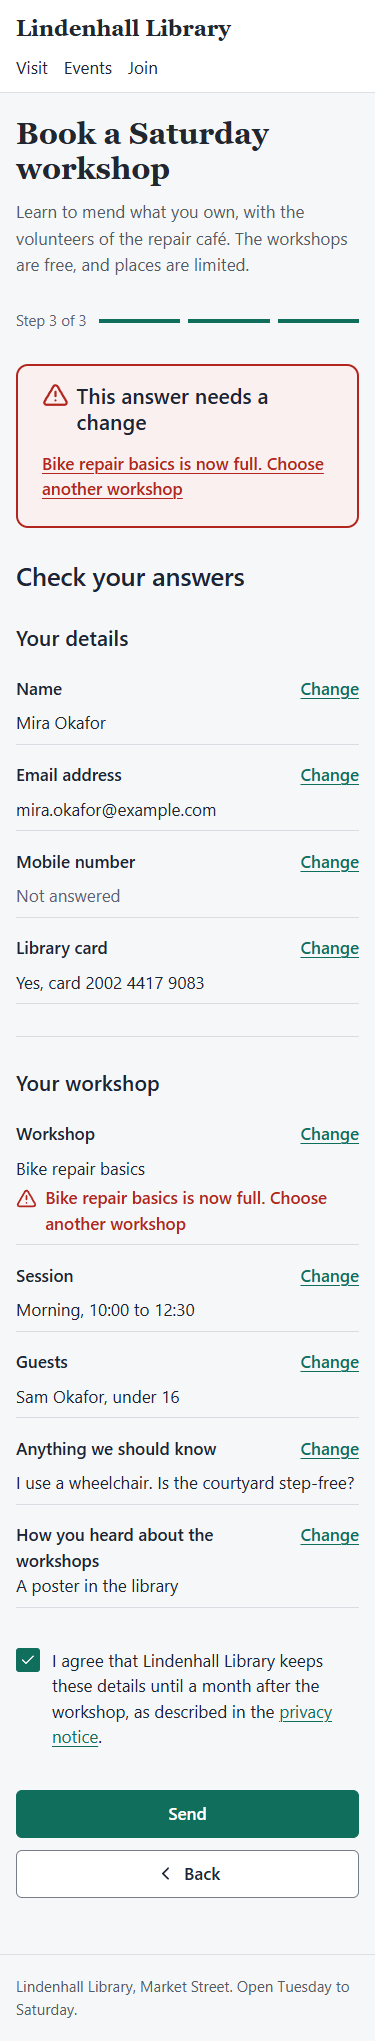 Lindenhall Library
Visit Events Join
Book a Saturday
workshop
Learn to mend what you own, with the
volunteers of the repair café. The workshops
are free, and places are limited.
Step 3 of 3
This answer needs a
change
Bike repair basics is now full. Choose
another workshop
Check your answers
Your details
Name Change
Mira Okafor
Email address Change
mira.okafor@example.com
Mobile number Change
Not answered
Library card Change
Yes, card 2002 4417 9083
Your workshop
Workshop Change
Bike repair basics
Bike repair basics is now full. Choose
another workshop
Session Change
Morning, 10:00 to 12:30
Guests Change
Sam Okafor, under 16
Anything we should know Change
I use a wheelchair. Is the courtyard step-free?
How you heard about the Change
workshops
A poster in the library
I agree that Lindenhall Library keeps
these details until a month after the
workshop, as described in the privacy
notice.
Send
Back
Lindenhall Library, Market Street. Open Tuesday to
Saturday.